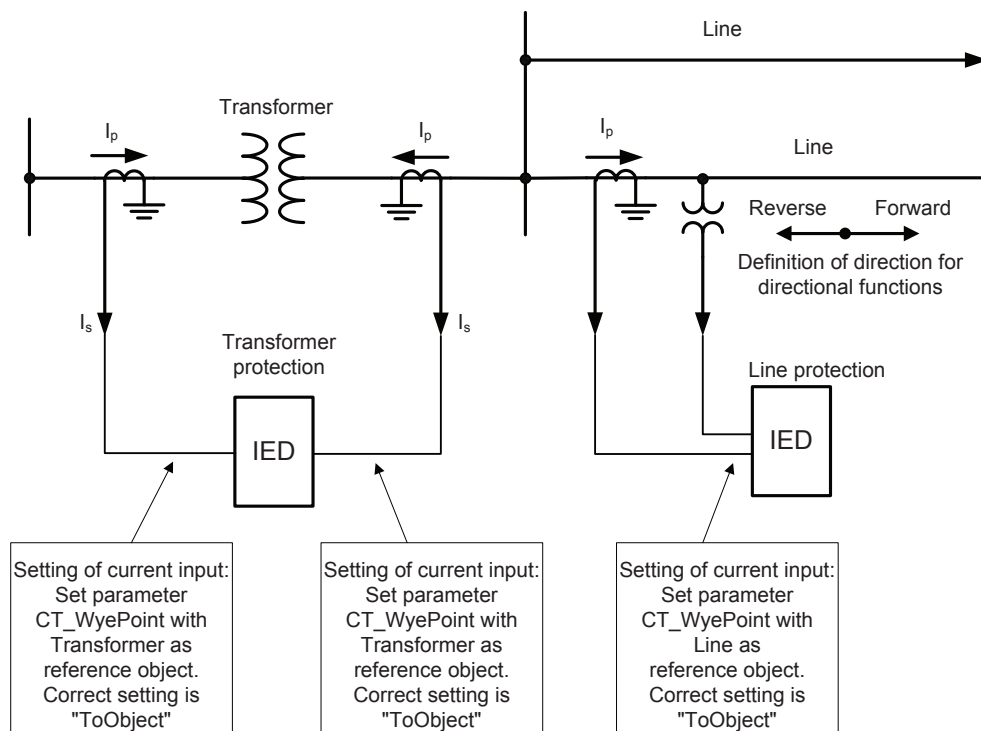 Line
Transformer
Ip
Ip
Ip
Line
Reverse
Forward
Definition of direction for
directional functions
Is
Is
Transformer
protection
Line protection
IED
IED
Setting of current input:
Set parameter
CT_WyePoint with
Transformer as
reference object.
Correct setting is
"ToObject"
Setting of current input:
Set parameter
CT_WyePoint with
Transformer as
reference object.
Correct setting is
"ToObject"
Setting of current input:
Set parameter
CT_WyePoint with
Line as
reference object.
Correct setting is
"ToObject"